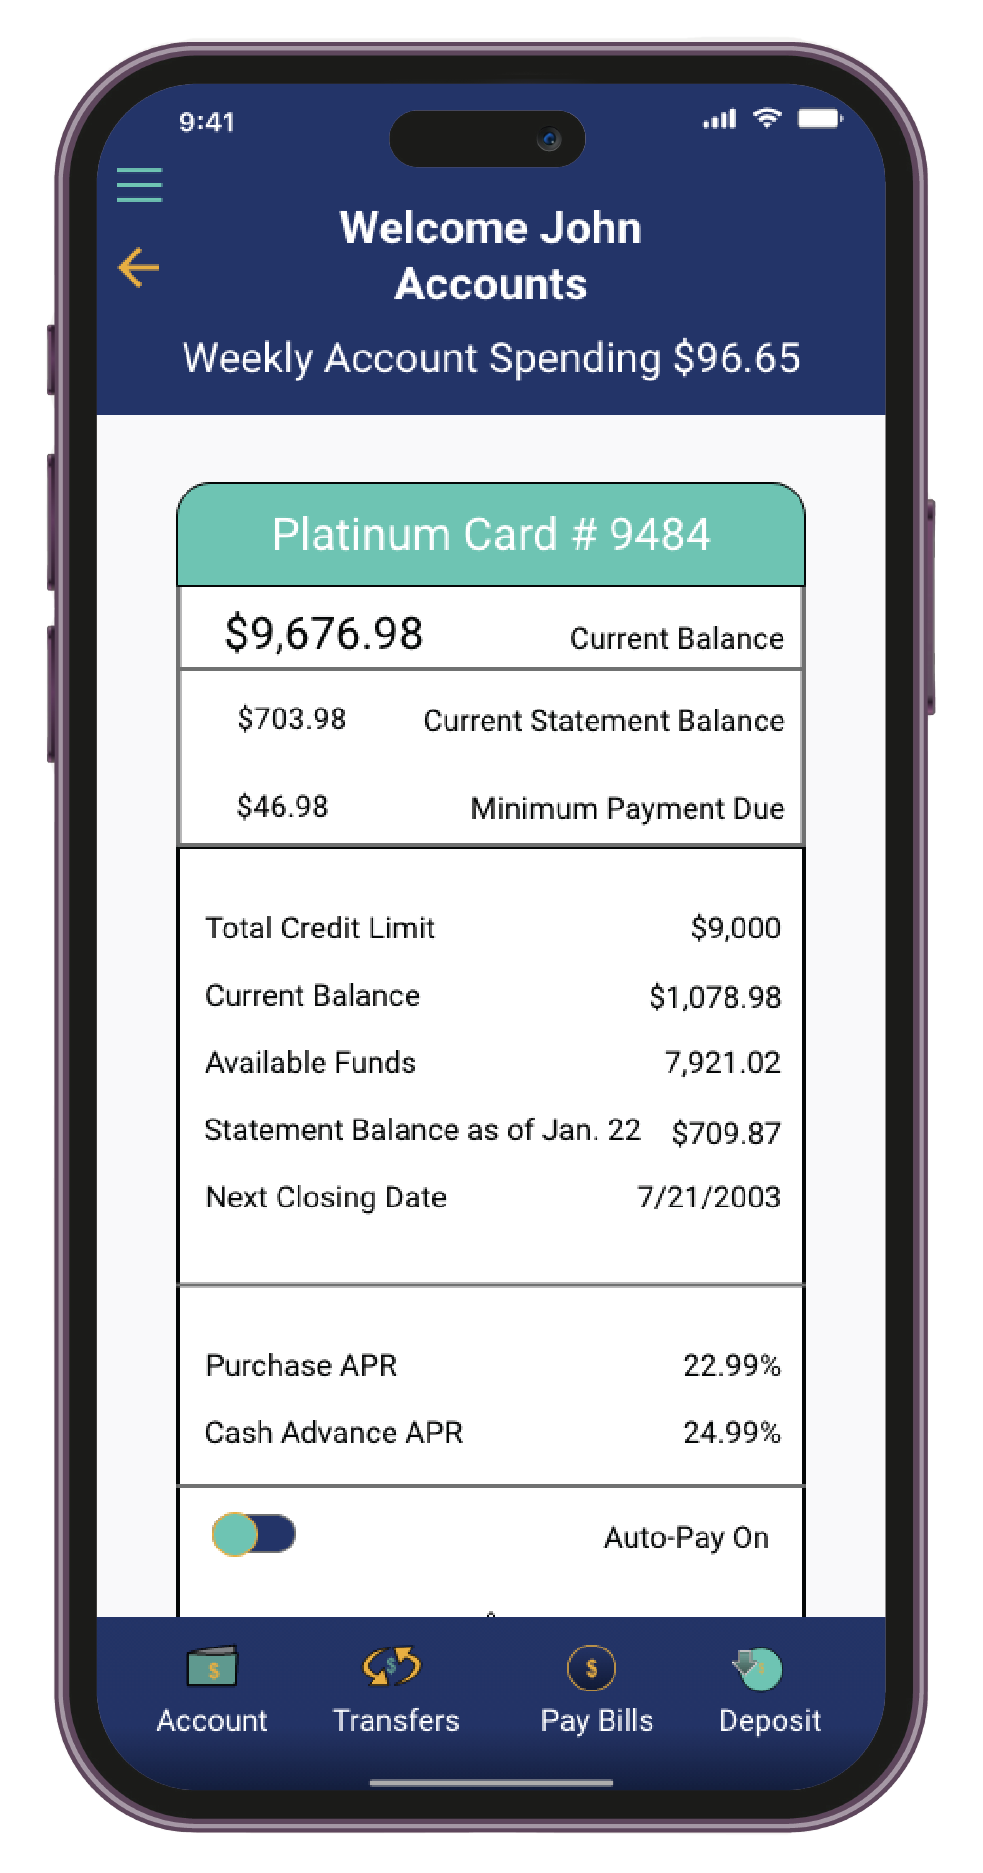 9:41
Welcome John
Accounts
Weekly Account Spending $96.65
Platinum Card # 9484
$9,676.98 Current Balance
$703.98 Current Statement Balance
$46.98 Minimum Payment Due
Total Credit Limit $9,000
Current Balance $1,078.98
Available Funds 7,921.02
Statement Balance as of Jan. 22 $709.87
Next Closing Date 7/21/2003
Purchase APR 22.99%
Cash Advance APR 24.99%
Auto-Pay On
$ $ $
Account Transfers Pay Bills Deposit